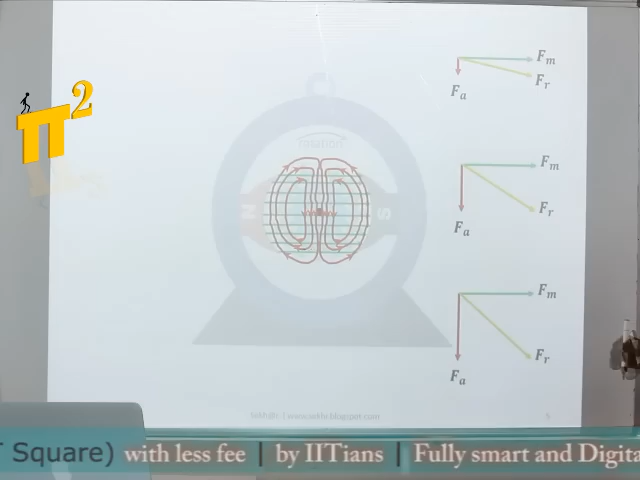 π²
F_m
F_r
F_a
F_m
F_r
F_a
F_m
F_r
F_a
N
S
5
Square) with less fee | by IITians | Fully smart and Digita